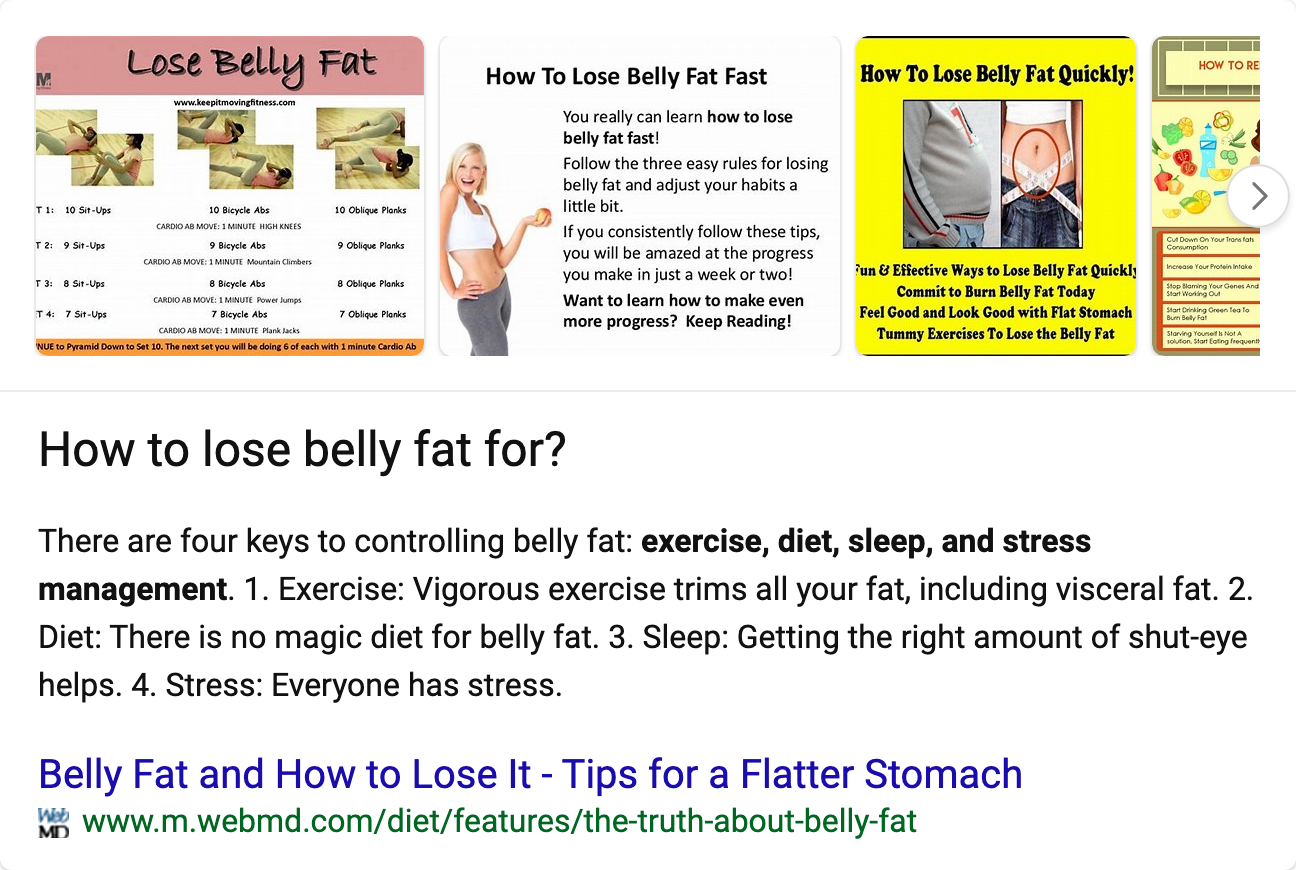 Lose Belly Fat
www.keepitmovingfitness.com
T 1: 10 Sit-Ups 10 Bicycle Abs 10 Oblique Planks
CARDIO AB MOVE: 1 MINUTE HIGH KNEES
T 2: 9 Sit-Ups 9 Bicycle Abs 9 Oblique Planks
CARDIO AB MOVE: 1 MINUTE Mountain Climbers
T 3: 8 Sit-Ups 8 Bicycle Abs 8 Oblique Planks
CARDIO AB MOVE: 1 MINUTE Power Jumps
T 4: 7 Sit-Ups 7 Bicycle Abs 7 Oblique Planks
CARDIO AB MOVE: 1 MINUTE Plank Jacks
NUE to Pyramid Down to Set 10. The next set you will be doing 6 of each with 1 minute Cardio Ab
How To Lose Belly Fat Fast
You really can learn how to lose
belly fat fast!
Follow the three easy rules for losing
belly fat and adjust your habits a
little bit.
If you consistently follow these tips,
you will be amazed at the progress
you make in just a week or two!
Want to learn how to make even
more progress? Keep Reading!
How To Lose Belly Fat Quickly!
Fun & Effective Ways to Lose Belly Fat Quickly
Commit to Burn Belly Fat Today
Feel Good and Look Good with Flat Stomach
Tummy Exercises To Lose the Belly Fat
HOW TO RE
Cut Down On Your Trans fats
Consumption
Increase Your Protein Intake
Stop Blaming Your Genes And
Start Working Out
Start Drinking Green Tea To
Burn Belly Fat
Starving Yourself Is Not A
solution, Start Eating Frequently
How to lose belly fat for?
There are four keys to controlling belly fat: exercise, diet, sleep, and stress
management. 1. Exercise: Vigorous exercise trims all your fat, including visceral fat. 2.
Diet: There is no magic diet for belly fat. 3. Sleep: Getting the right amount of shut-eye
helps. 4. Stress: Everyone has stress.
Belly Fat and How to Lose It - Tips for a Flatter Stomach
Web
MD
www.m.webmd.com/diet/features/the-truth-about-belly-fat